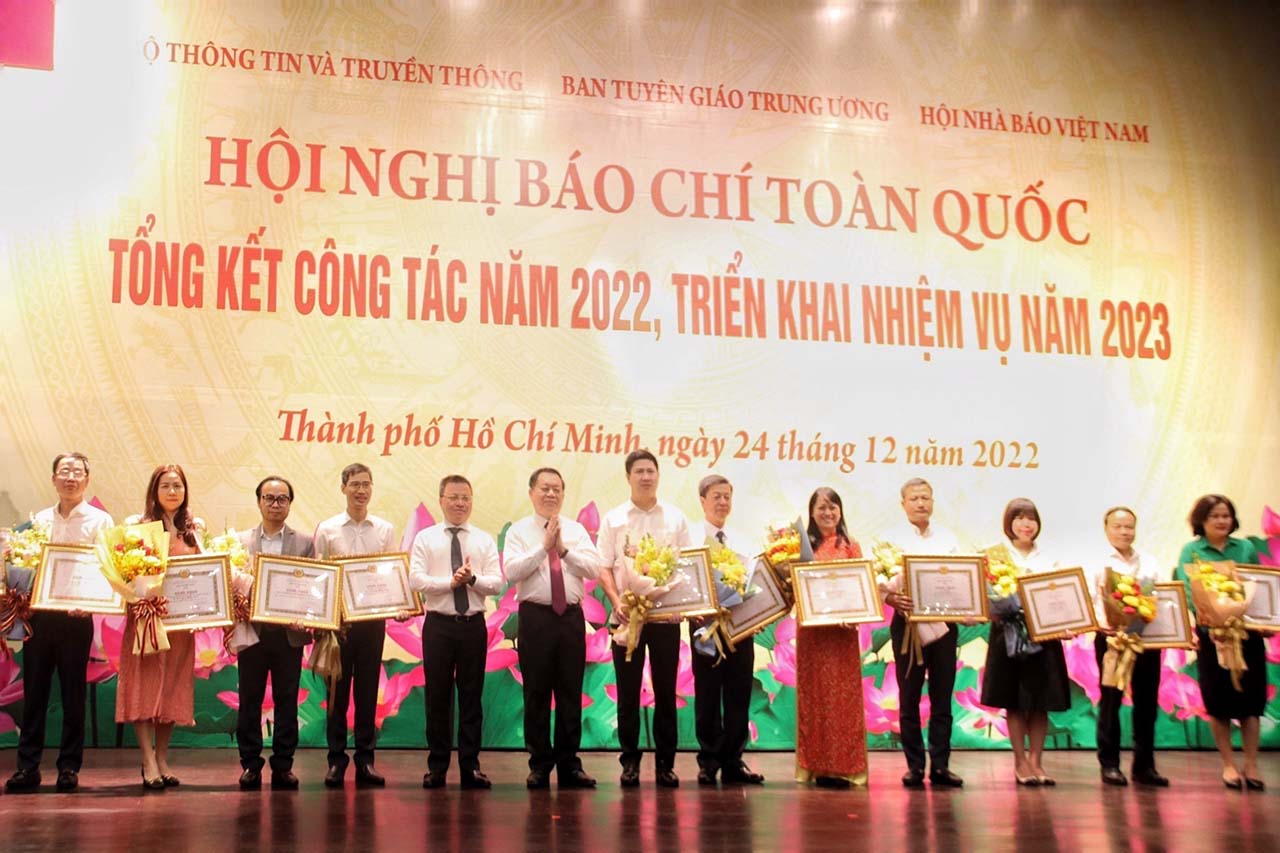 Ộ THÔNG TIN VÀ TRUYỀN THÔNG BAN TUYÊN GIÁO TRUNG ƯƠNG HỘI NHÀ BÁO VIỆT NAM
HỘI NGHỊ BÁO CHÍ TOÀN QUỐC
TỔNG KẾT CÔNG TÁC NĂM 2022, TRIỂN KHAI NHIỆM VỤ NĂM 2023
Thành phố Hồ Chí Minh, ngày 24 tháng 12 năm 2022